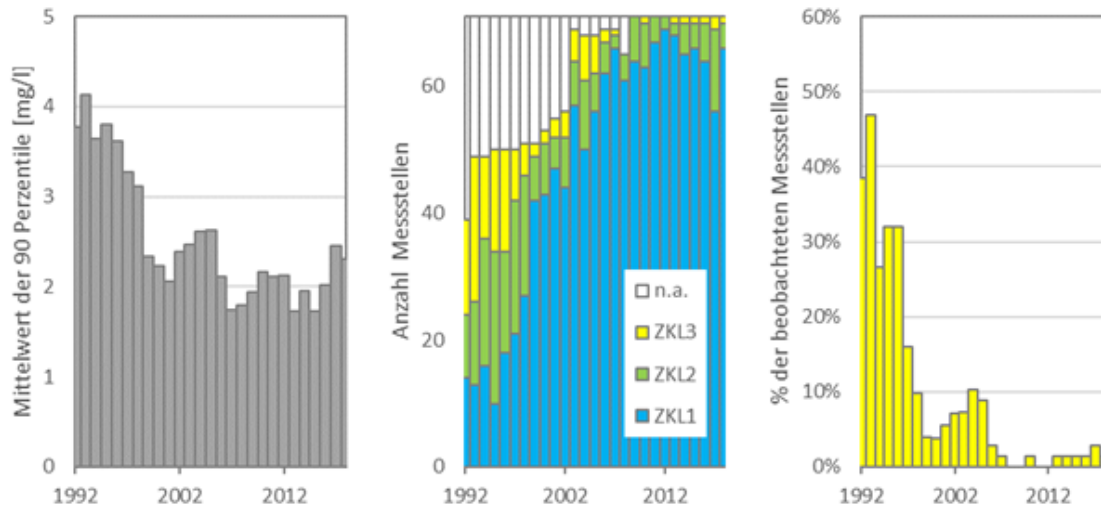 Mittelwert der 90 Perzentile [mg/l]
5
4
3
2
1
0
1992 2002 2012
Anzahl Messstellen
60
40
20
0
n.a.
ZKL3
ZKL2
ZKL1
1992 2002 2012
% der beobachteten Messstellen
60%
50%
40%
30%
20%
10%
0%
1992 2002 2012